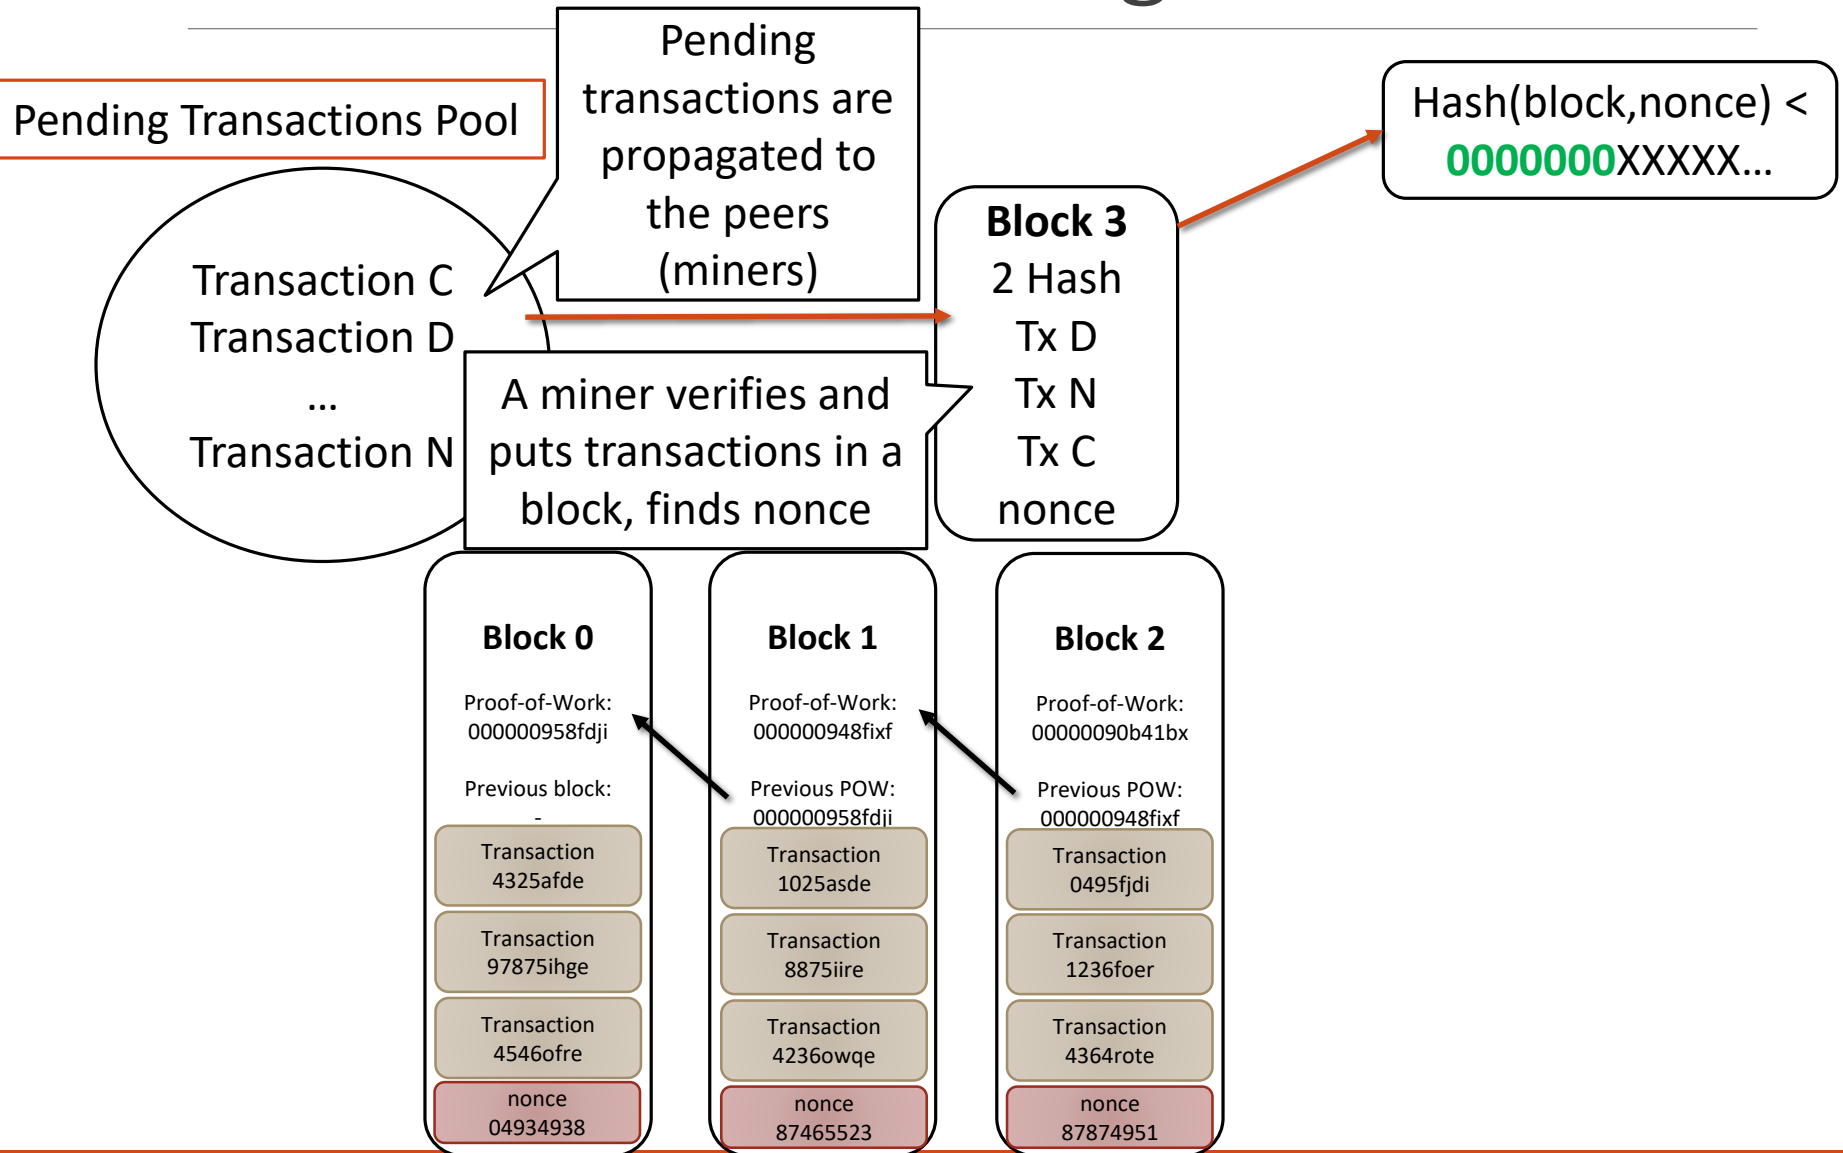 Pending Transactions Pool
Pending
transactions are
propagated to
the peers
(miners)
Hash(block,nonce) <
0000000XXXXX...
Transaction C
Transaction D
...
Transaction N
A miner verifies and
puts transactions in a
block, finds nonce
Block 3
2 Hash
Tx D
Tx N
Tx C
nonce
Block 0
Proof-of-Work:
000000958fdji
Previous block:
-
Transaction
4325afde
Transaction
97875ihge
Transaction
4546ofre
nonce
04934938
Block 1
Proof-of-Work:
000000948fixf
Previous POW:
000000958fdji
Transaction
1025asde
Transaction
8875iire
Transaction
4236owqe
nonce
87465523
Block 2
Proof-of-Work:
00000090b41bx
Previous POW:
000000948fixf
Transaction
0495fjdi
Transaction
1236foer
Transaction
4364rote
nonce
87874951